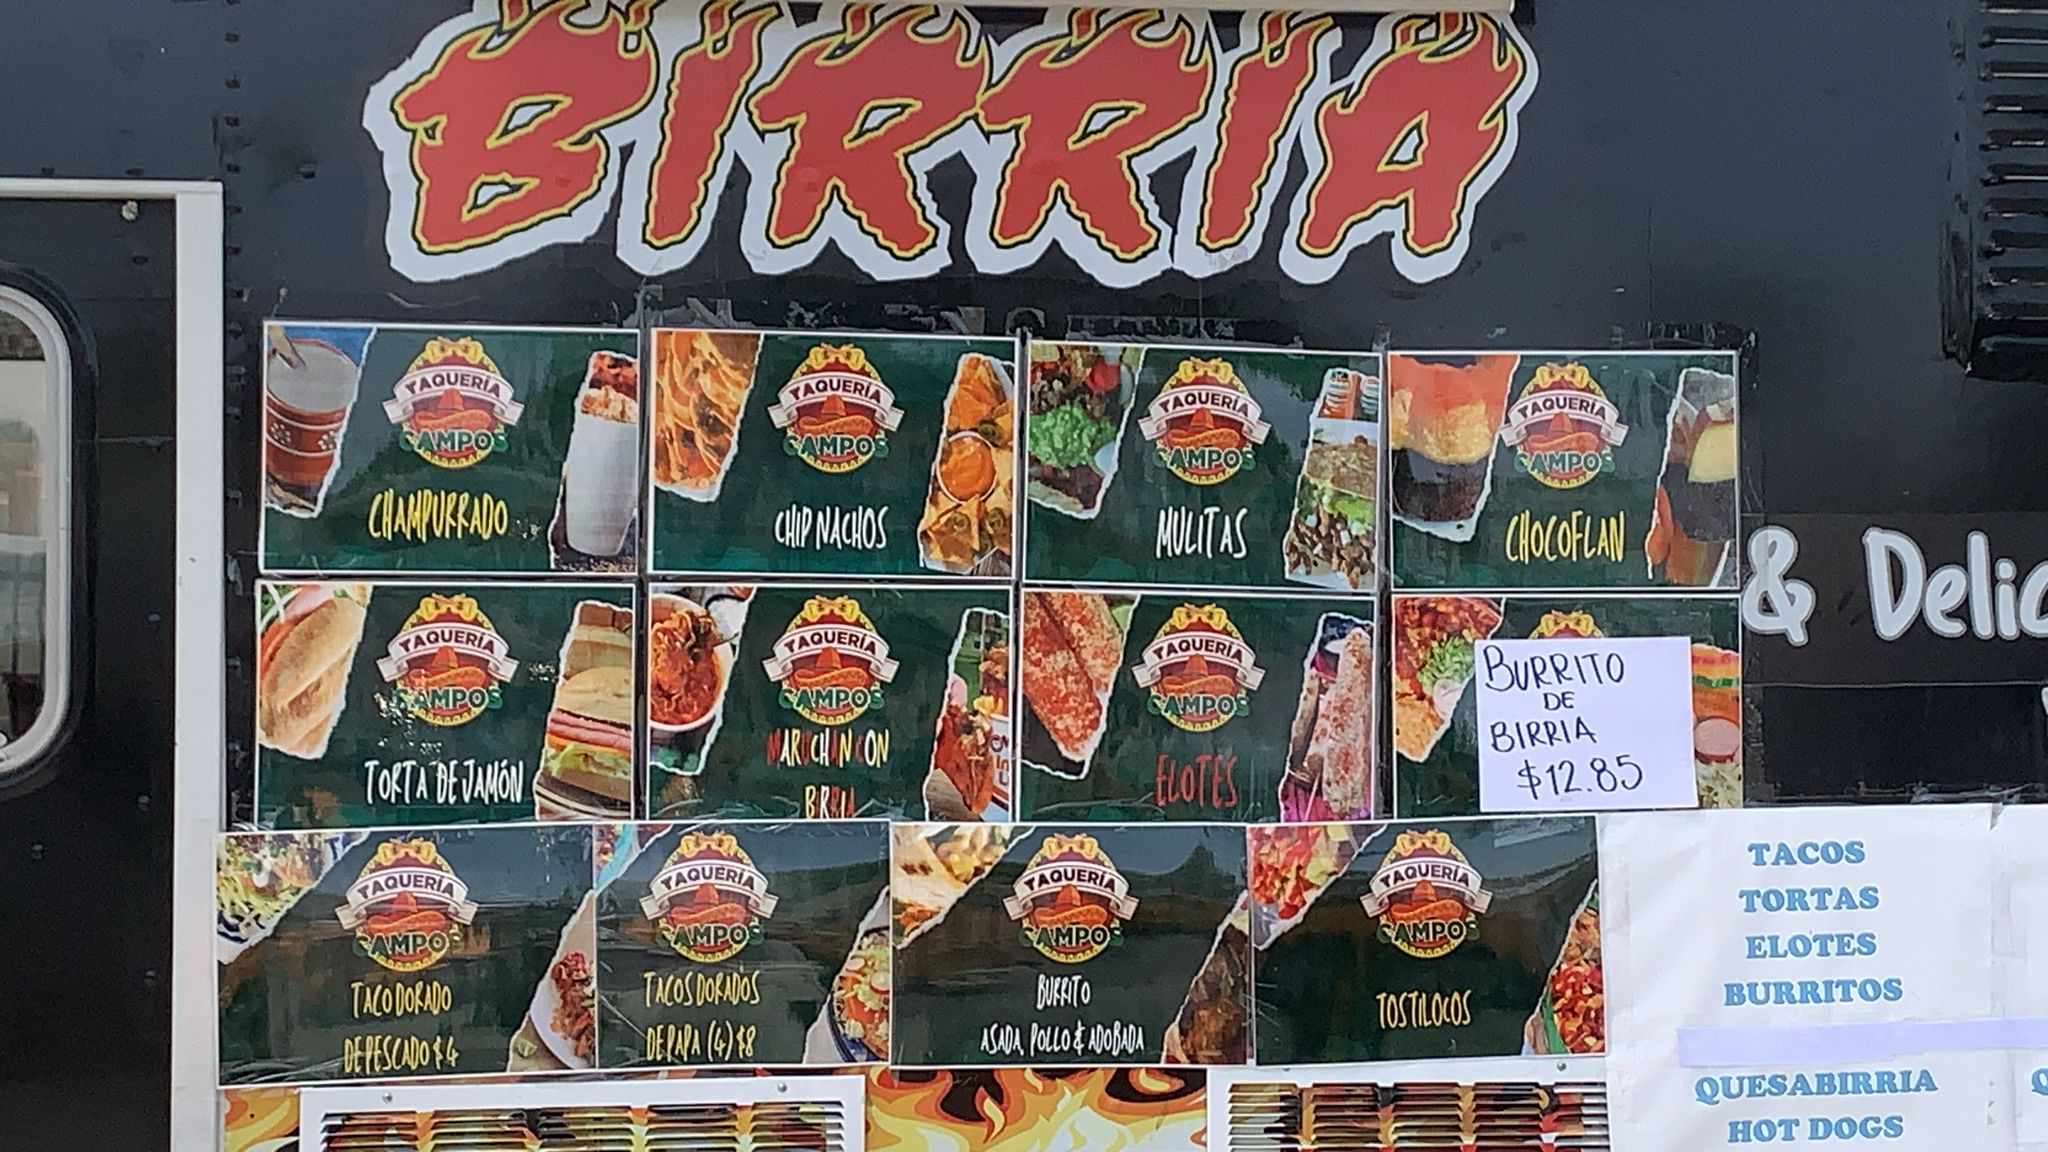 BIRRIA
TAQUERÍA
CAMPOS
CHAMPURRADO
TAQUERÍA
CAMPOS
CHIP NACHOS
TAQUERÍA
CAMPOS
MULITAS
TAQUERÍA
CAMPOS
CHOCOFLAN
& Delic
TAQUERÍA
CAMPOS
TORTA DE JAMÓN
TAQUERÍA
CAMPOS
MARUCHAN CON
BIRRIA
TAQUERÍA
CAMPOS
ELOTES
BURRITO
DE
BIRRIA
$12.85
TAQUERÍA
CAMPOS
TACO DORADO
DE PESCADO $4
TAQUERÍA
CAMPOS
TACOS DORADOS
DE PAPA (4) $8
TAQUERÍA
CAMPOS
BURRITO
ASADA, POLLO & ADOBADA
TAQUERÍA
CAMPOS
TOSTILOCOS
TACOS
TORTAS
ELOTES
BURRITOS
QUESABIRRIA
HOT DOGS